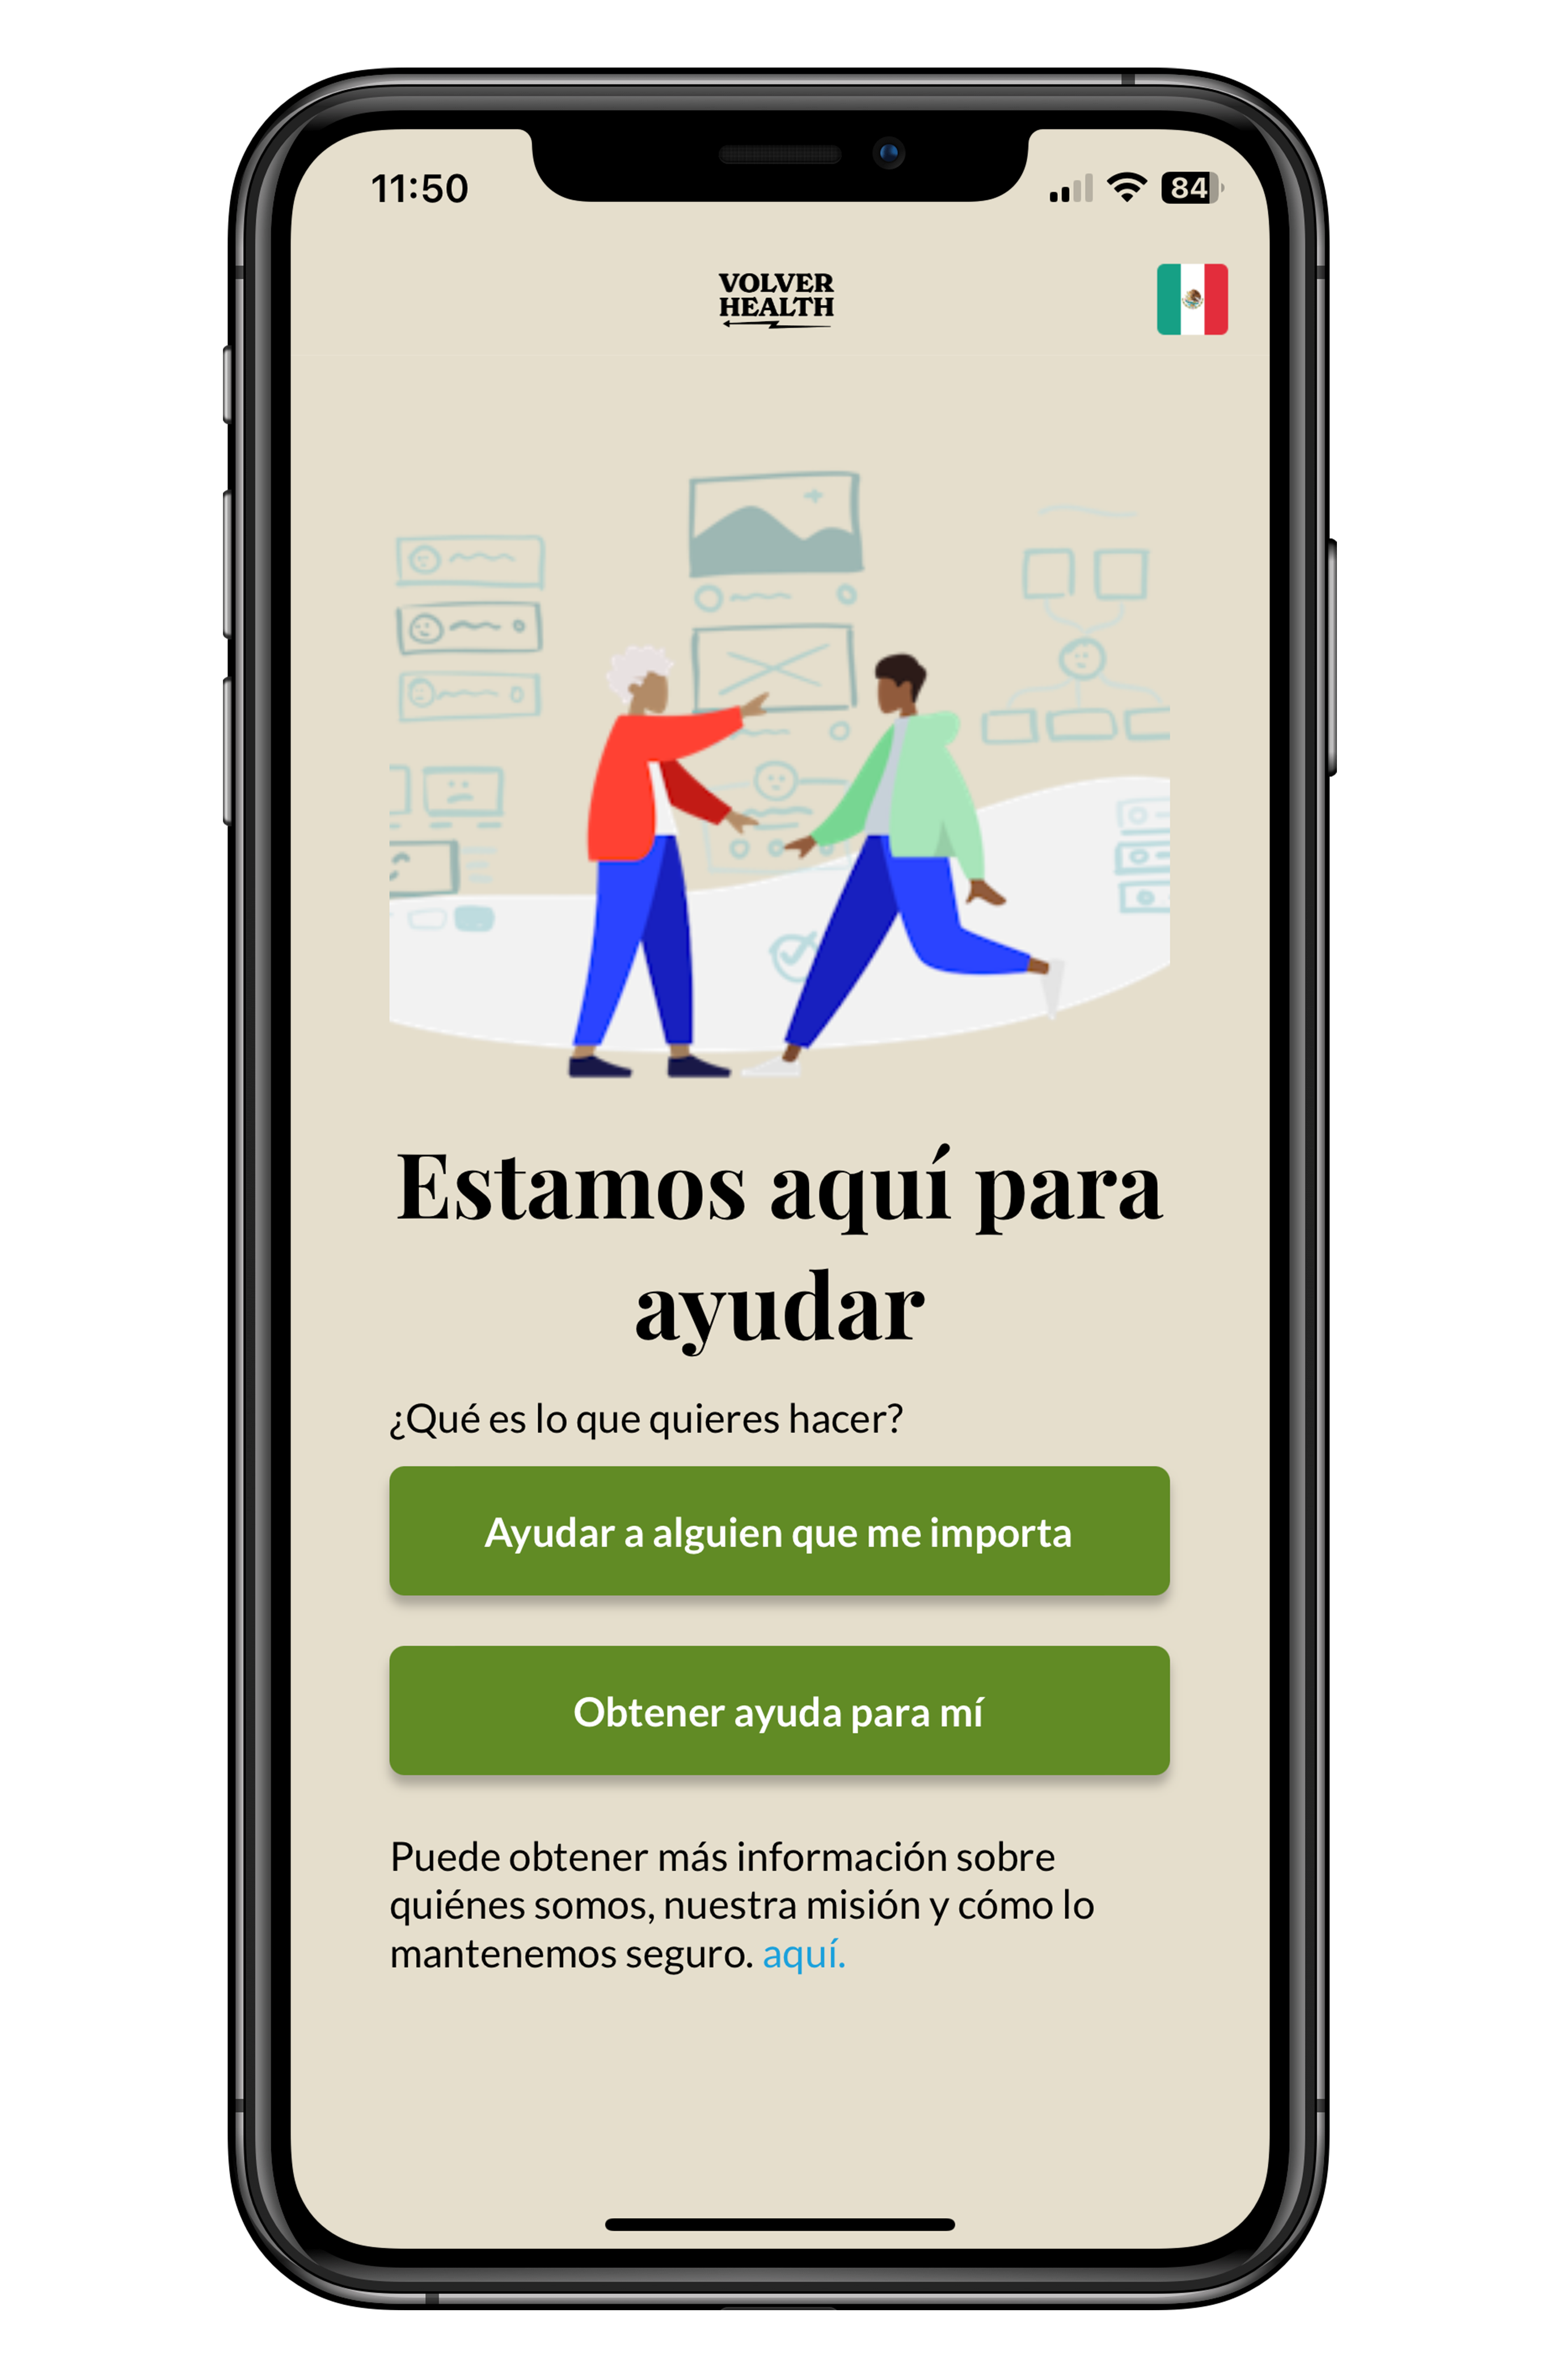 11:50
84
VOLVER
HEALTH
Estamos aquí para
ayudar
¿Qué es lo que quieres hacer?
Ayudar a alguien que me importa
Obtener ayuda para mí
Puede obtener más información sobre
quiénes somos, nuestra misión y cómo lo
mantenemos seguro. aquí.